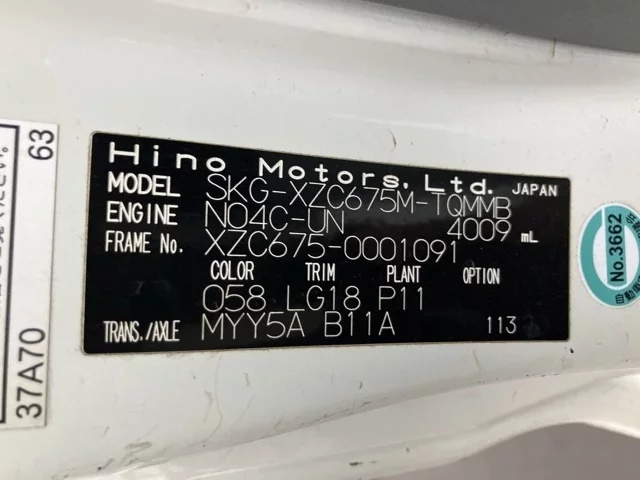 Hino Motors, Ltd. JAPAN
MODEL SKG-XZC675M-TQMMB
ENGINE N04C-UN 4009 mL
FRAME No. XZC675-0001091
COLOR TRIM PLANT OPTION
058 LG18 P11
TRANS./AXLE MYY5A B11A 113
63
37A70
No.3662